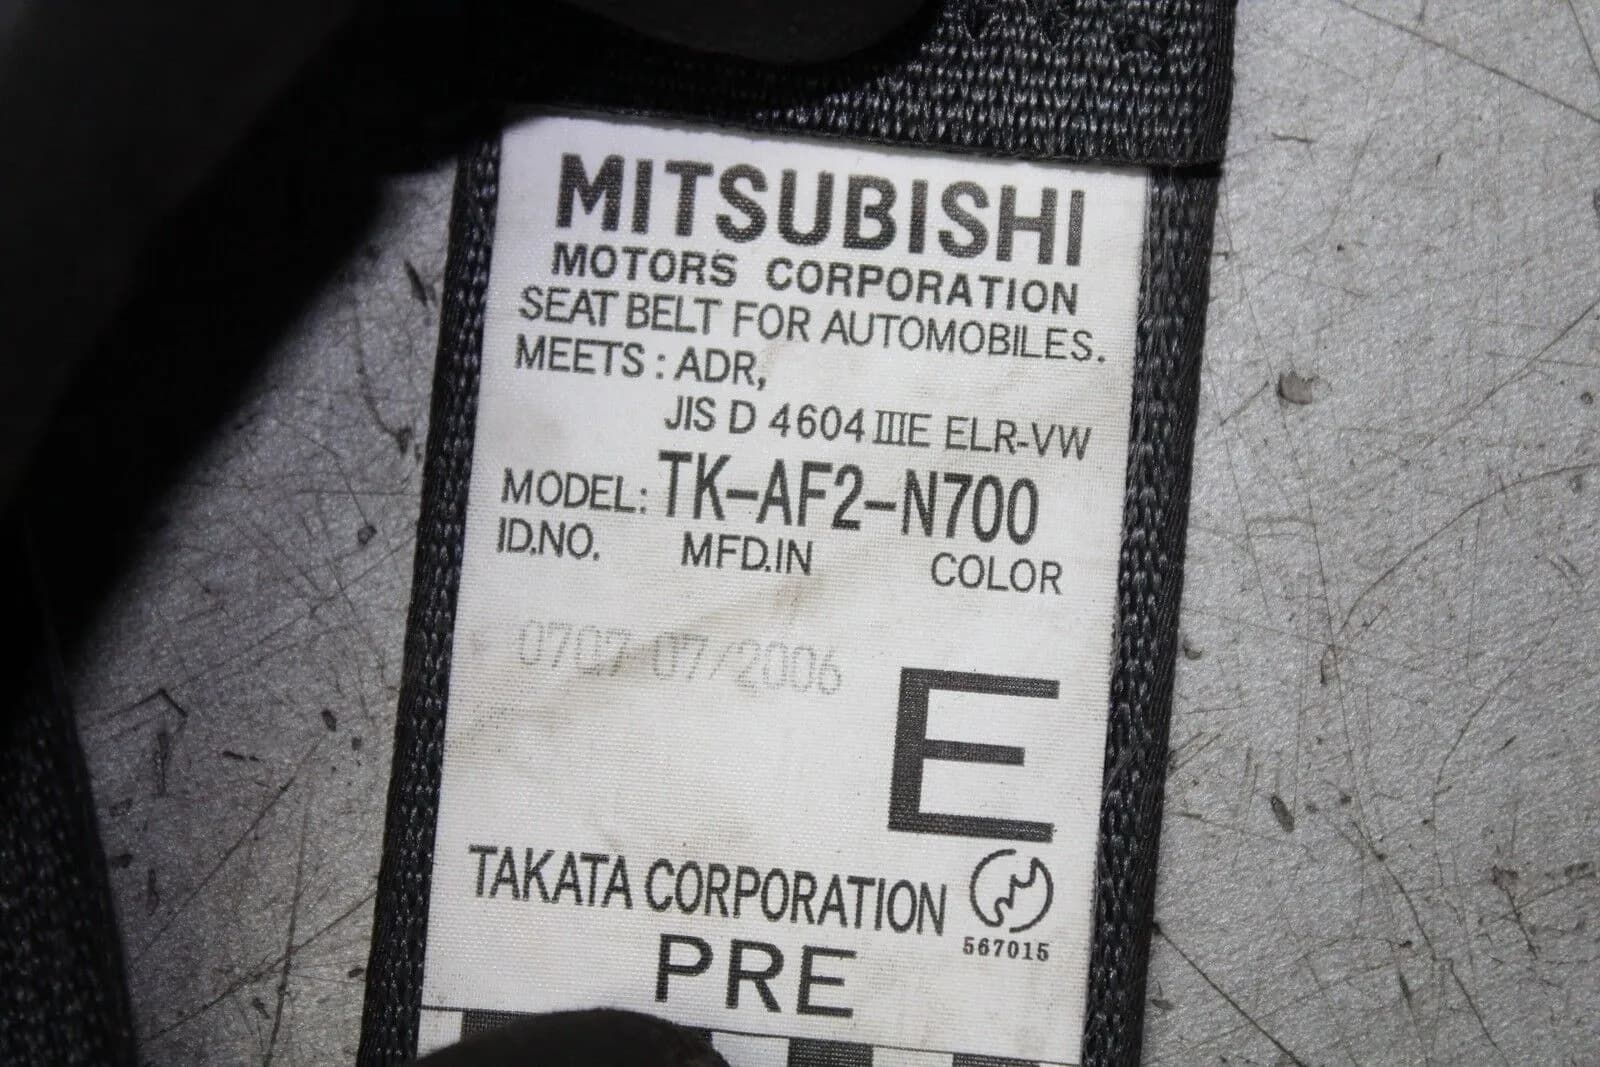 MITSUBISHI
MOTORS CORPORATION
SEAT BELT FOR AUTOMOBILES.
MEETS : ADR,
JIS D 4604 IIIE ELR-VW
MODEL: TK-AF2-N700
ID.NO. MFD.IN COLOR
0707 07/2006
E
TAKATA CORPORATION
567015
PRE